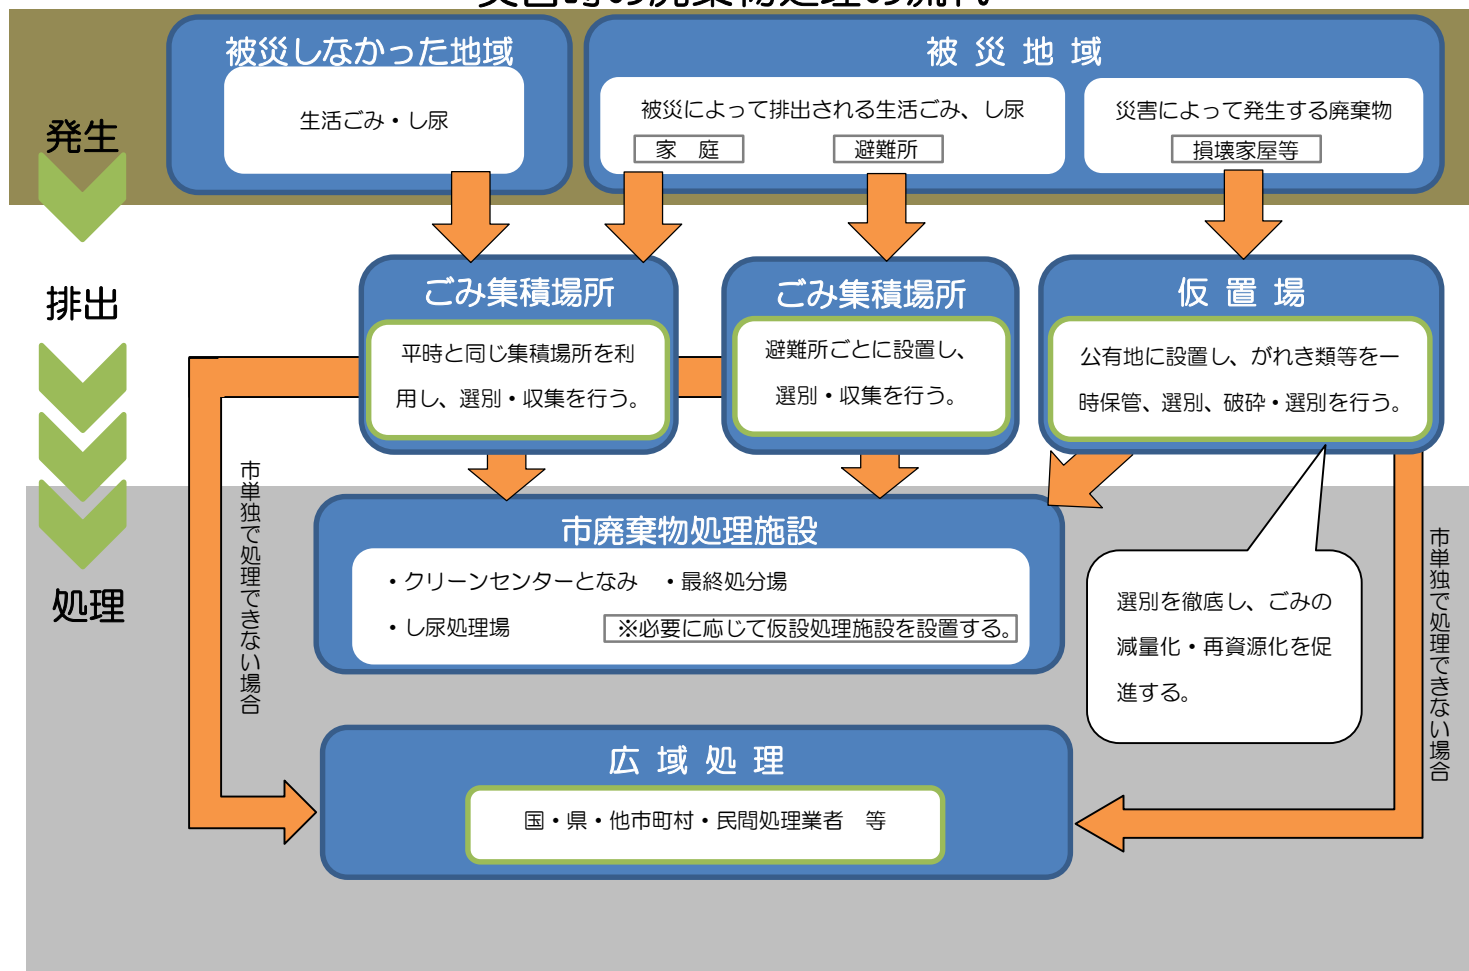 災害時の廃棄物処理の流れ
被災しなかった地域
生活ごみ・し尿
被 災 地 域
被災によって排出される生活ごみ、し尿
家 庭
避難所
災害によって発生する廃棄物
損壊家屋等
発生
排出
処理
ごみ集積場所
平時と同じ集積場所を利
用し、選別・収集を行う。
ごみ集積場所
避難所ごとに設置し、
選別・収集を行う。
仮 置 場
公有地に設置し、がれき類等を一
時保管、選別、破砕・選別を行う。
市単独で処理できない場合
市廃棄物処理施設
・クリーンセンターとなみ ・最終処分場
・し尿処理場
※必要に応じて仮設処理施設を設置する。
選別を徹底し、ごみの
減量化・再資源化を促
進する。
市単独で処理できない場合
広 域 処 理
国・県・他市町村・民間処理業者 等